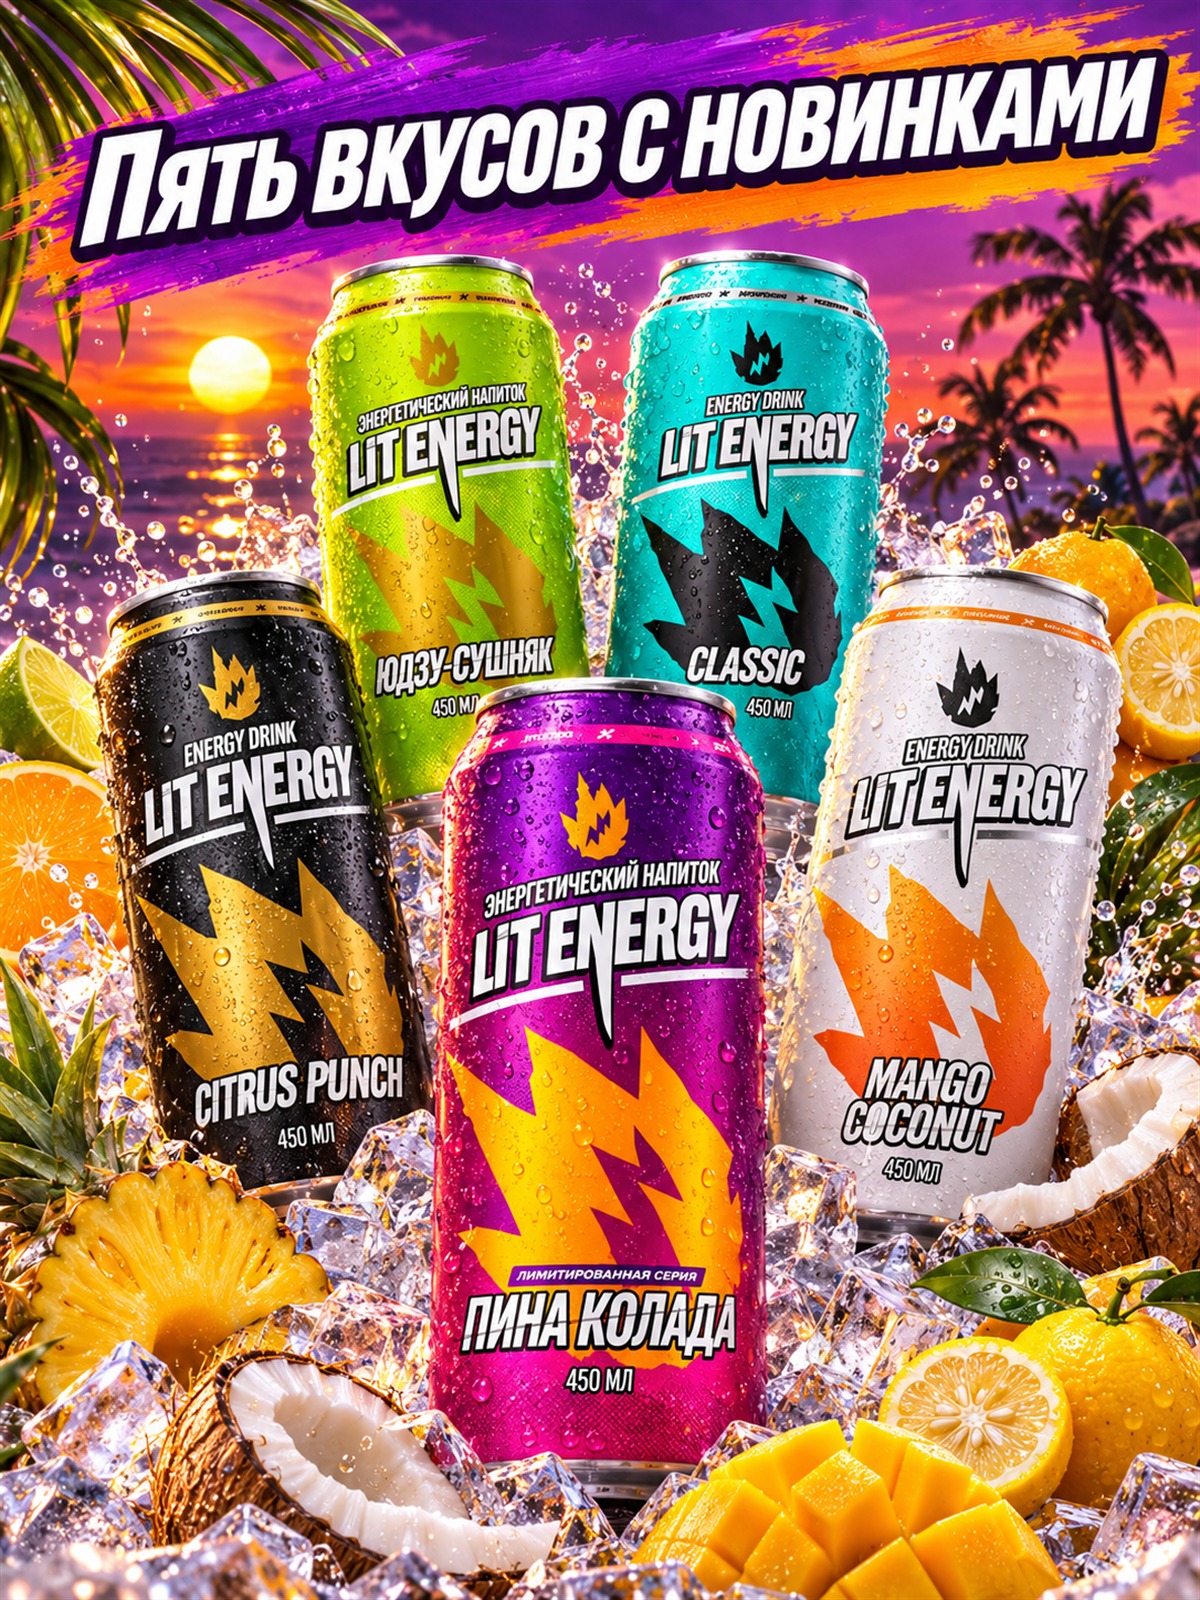 Пять вкусов с новинками
ЭНЕРГЕТИЧЕСКИЙ НАПИТОК
LIT ENERGY
ЮДЗУ-СУШНЯК
450 МЛ
ENERGY DRINK
LIT ENERGY
CLASSIC
450 МЛ
ENERGY DRINK
LIT ENERGY
CITRUS PUNCH
450 МЛ
ЭНЕРГЕТИЧЕСКИЙ НАПИТОК
LIT ENERGY
ЛИМИТИРОВАННАЯ СЕРИЯ
ПИНА КОЛАДА
450 МЛ
ENERGY DRINK
LIT ENERGY
MANGO
COCONUT
450 МЛ